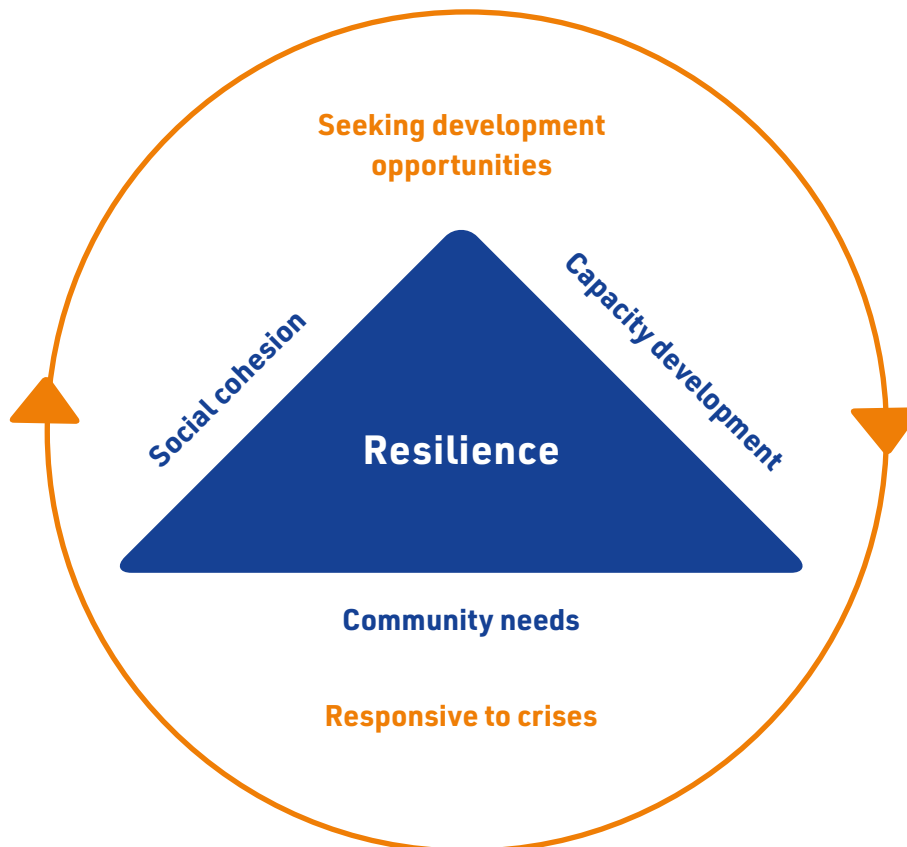 Seeking development
opportunities
Social cohesion
Capacity development
Resilience
Community needs
Responsive to crises